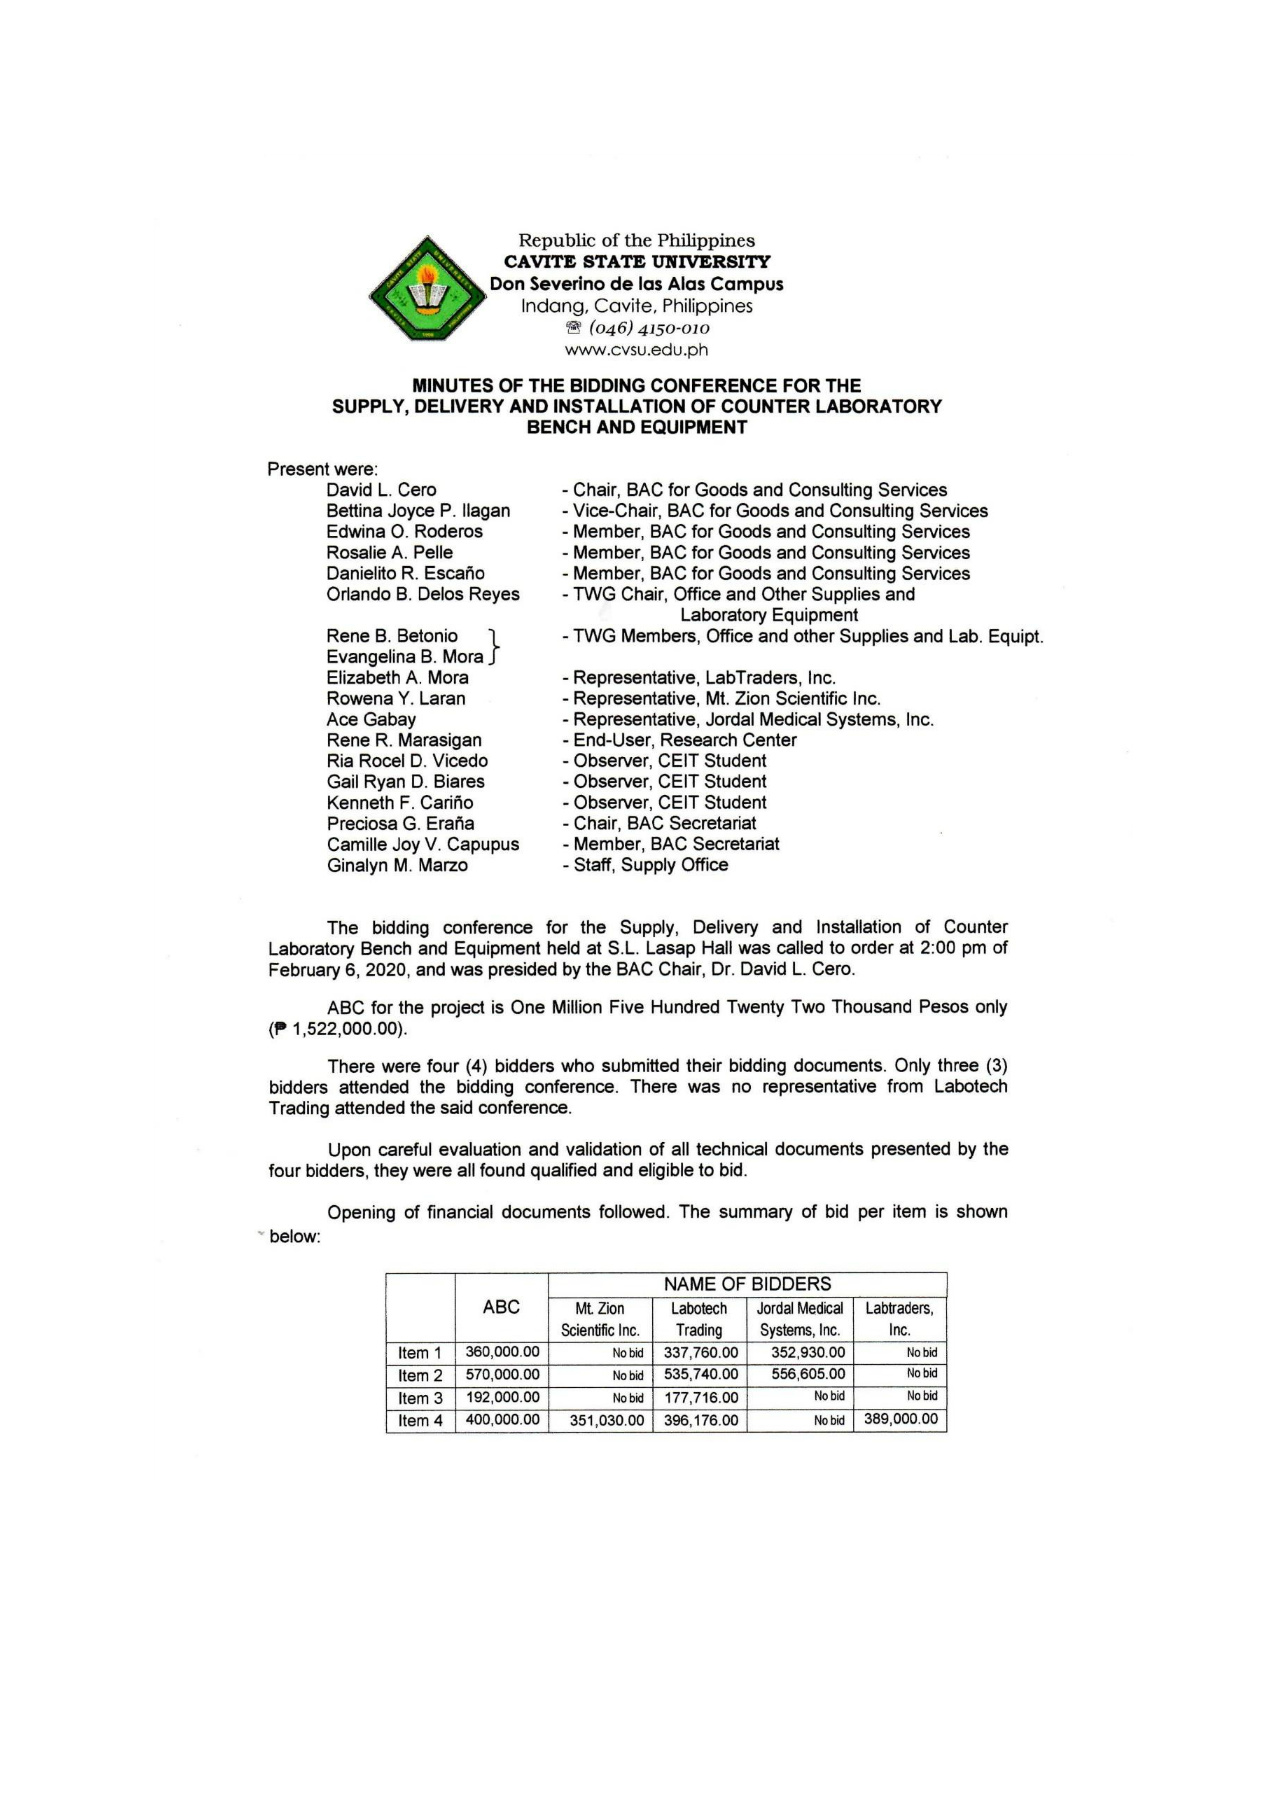 Republic of the Philippines
CAVITE STATE UNIVERSITY
Don Severino de las Alas Campus
Indang, Cavite, Philippines
☏ (046) 4150-010
www.cvsu.edu.ph
MINUTES OF THE BIDDING CONFERENCE FOR THE
SUPPLY, DELIVERY AND INSTALLATION OF COUNTER LABORATORY
BENCH AND EQUIPMENT
Present were:
David L. Cero - Chair, BAC for Goods and Consulting Services
Bettina Joyce P. Ilagan - Vice-Chair, BAC for Goods and Consulting Services
Edwina O. Roderos - Member, BAC for Goods and Consulting Services
Rosalie A. Pelle - Member, BAC for Goods and Consulting Services
Danielito R. Escaño - Member, BAC for Goods and Consulting Services
Orlando B. Delos Reyes - TWG Chair, Office and Other Supplies and
Laboratory Equipment
Rene B. Betonio - TWG Members, Office and other Supplies and Lab. Equipt.
Evangelina B. Mora
Elizabeth A. Mora - Representative, LabTraders, Inc.
Rowena Y. Laran - Representative, Mt. Zion Scientific Inc.
Ace Gabay - Representative, Jordal Medical Systems, Inc.
Rene R. Marasigan - End-User, Research Center
Ria Rocel D. Vicedo - Observer, CEIT Student
Gail Ryan D. Biares - Observer, CEIT Student
Kenneth F. Cariño - Observer, CEIT Student
Preciosa G. Eraña - Chair, BAC Secretariat
Camille Joy V. Capupus - Member, BAC Secretariat
Ginalyn M. Marzo - Staff, Supply Office
The bidding conference for the Supply, Delivery and Installation of Counter
Laboratory Bench and Equipment held at S.L. Lasap Hall was called to order at 2:00 pm of
February 6, 2020, and was presided by the BAC Chair, Dr. David L. Cero.
ABC for the project is One Million Five Hundred Twenty Two Thousand Pesos only
(₱ 1,522,000.00).
There were four (4) bidders who submitted their bidding documents. Only three (3)
bidders attended the bidding conference. There was no representative from Labotech
Trading attended the said conference.
Upon careful evaluation and validation of all technical documents presented by the
four bidders, they were all found qualified and eligible to bid.
Opening of financial documents followed. The summary of bid per item is shown
below:
NAME OF BIDDERS
ABC Mt. Zion Labotech Jordal Medical Labtraders,
Scientific Inc. Trading Systems, Inc. Inc.
Item 1 360,000.00 No bid 337,760.00 352,930.00 No bid
Item 2 570,000.00 No bid 535,740.00 556,605.00 No bid
Item 3 192,000.00 No bid 177,716.00 No bid No bid
Item 4 400,000.00 351,030.00 396,176.00 No bid 389,000.00